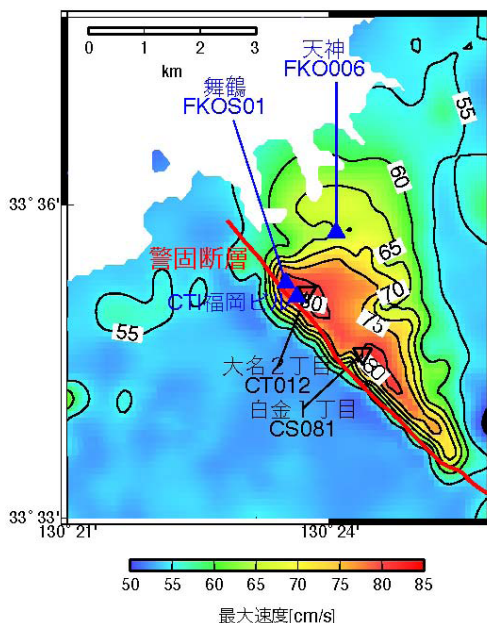 0 1 2 3
km
天神
FKO006
舞鶴
FKOS01
55
60
33°36'
65
警固断層
70
80
CTI福岡ビル
75
55
80
大名2丁目
CT012
白金1丁目
CS081
33°33'
130°21'
130°24'
50 55 60 65 70 75 80 85
最大速度[cm/s]